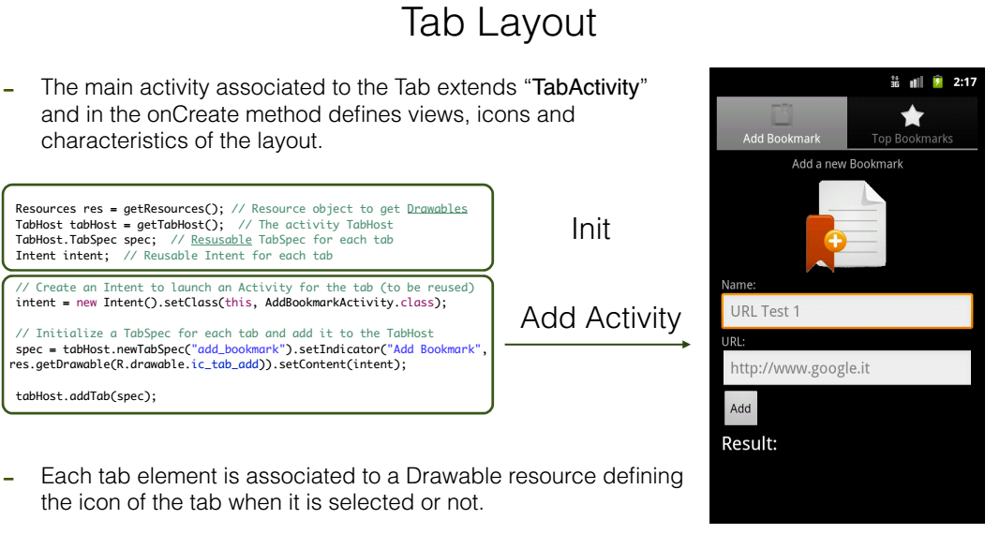 Tab Layout
- The main activity associated to the Tab extends “TabActivity”
and in the onCreate method defines views, icons and
characteristics of the layout.
Resources res = getResources(); // Resource object to get Drawables
TabHost tabHost = getTabHost();  // The activity TabHost
TabHost.TabSpec spec;  // Resusable TabSpec for each tab
Intent intent;  // Reusable Intent for each tab
Init
// Create an Intent to launch an Activity for the tab (to be reused)
intent = new Intent().setClass(this, AddBookmarkActivity.class);
// Initialize a TabSpec for each tab and add it to the TabHost
spec = tabHost.newTabSpec("add_bookmark").setIndicator("Add Bookmark",
res.getDrawable(R.drawable.ic_tab_add)).setContent(intent);
tabHost.addTab(spec);
Add Activity
- Each tab element is associated to a Drawable resource defining
the icon of the tab when it is selected or not.
3G 2:17
Add Bookmark Top Bookmarks
Add a new Bookmark
Name:
URL Test 1
URL:
http://www.google.it
Add
Result: